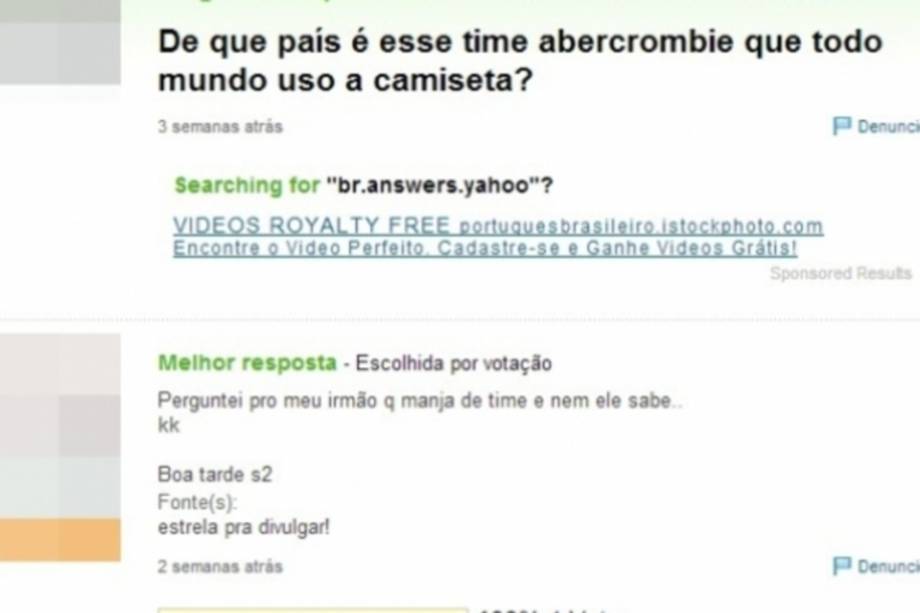 De que país é esse time abercrombie que todo
mundo uso a camiseta?
3 semanas atrás
Denunci
Searching for "br.answers.yahoo"?
VIDEOS ROYALTY FREE portuguesbrasileiro.istockphoto.com
Encontre o Video Perfeito. Cadastre-se e Ganhe Videos Grátis!
Sponsored Results
Melhor resposta - Escolhida por votação
Perguntei pro meu irmão q manja de time e nem ele sabe..
kk
Boa tarde s2
Fonte(s):
estrela pra divulgar!
2 semanas atrás
Denunci